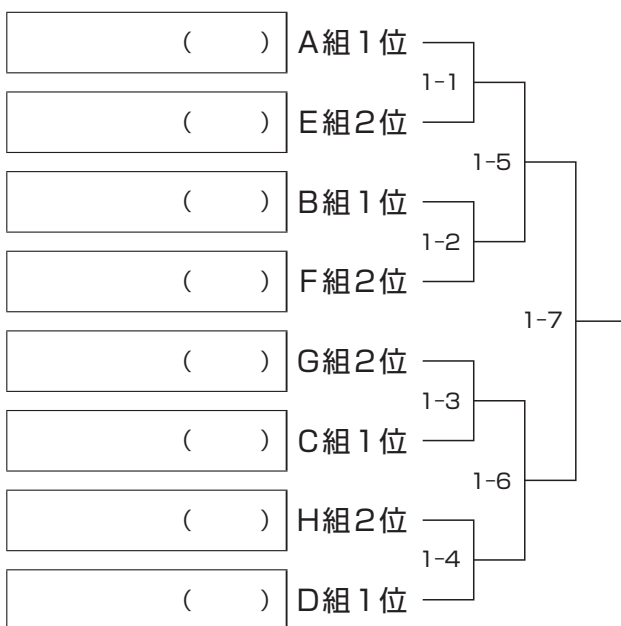 (　　) A組1位
1-1
(　　) E組2位
1-5
(　　) B組1位
1-2
(　　) F組2位
1-7
(　　) G組2位
1-3
(　　) C組1位
1-6
(　　) H組2位
1-4
(　　) D組1位